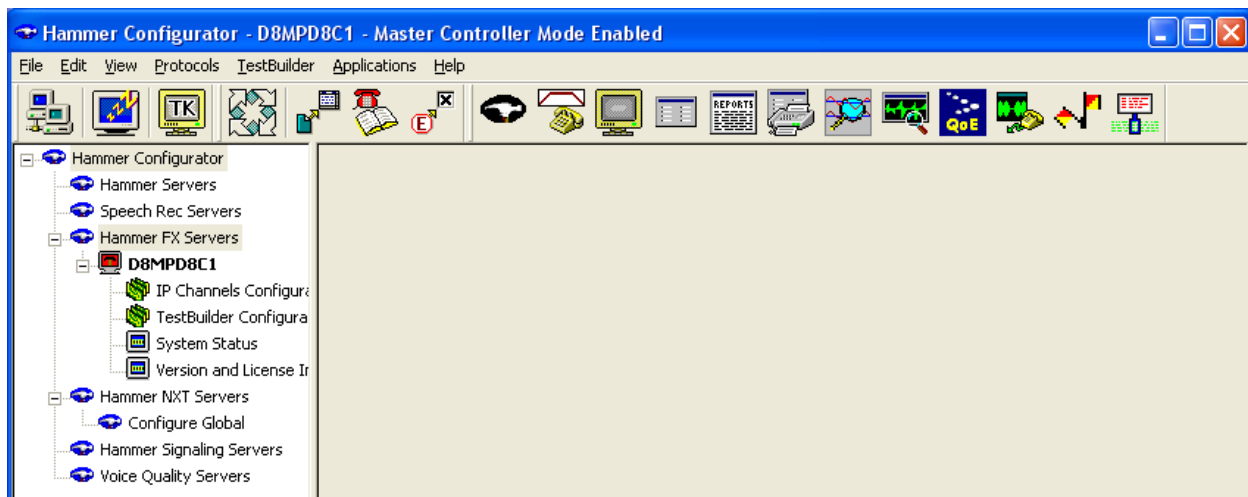 Hammer Configurator - D8MPD8C1 - Master Controller Mode Enabled
File Edit View Protocols TestBuilder Applications Help
TK E REPORTS QoE
Hammer Configurator
Hammer Servers
Speech Rec Servers
Hammer FX Servers
D8MPD8C1
IP Channels Configura
TestBuilder Configura
System Status
Version and License In
Hammer NXT Servers
Configure Global
Hammer Signaling Servers
Voice Quality Servers